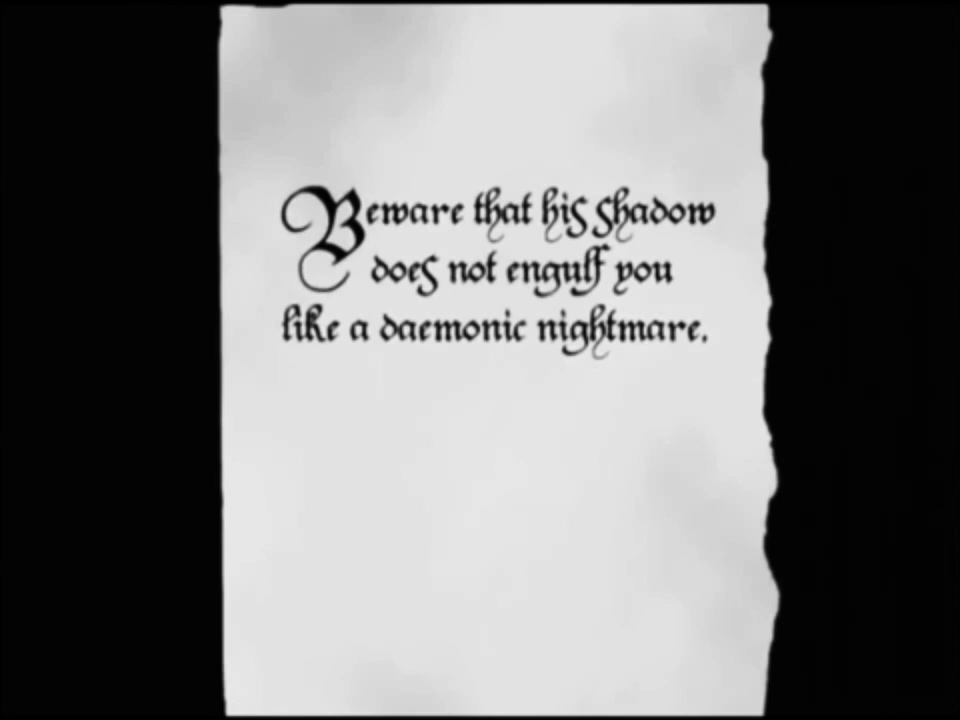 Beware that his shadow
does not engulf you
like a daemonic nightmare.